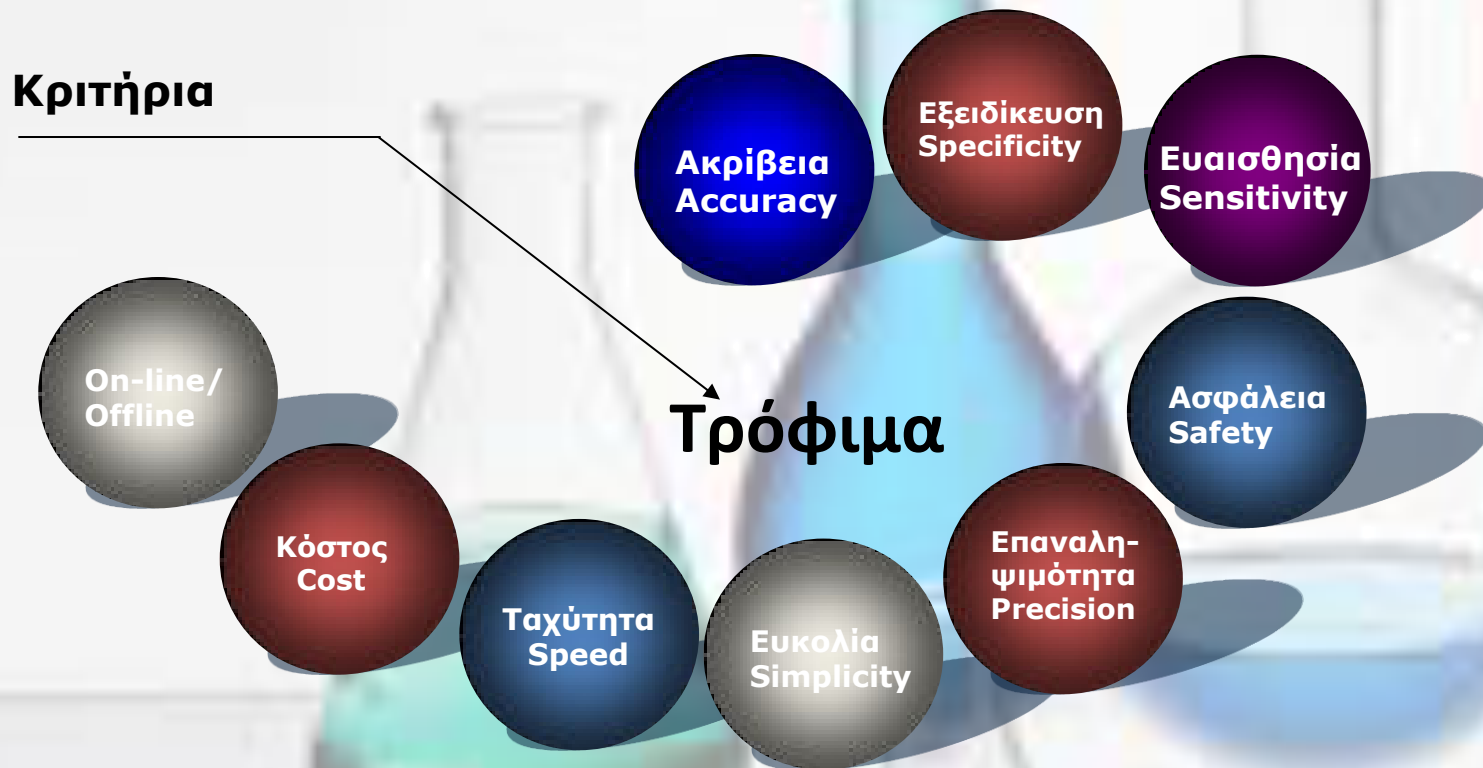 Κριτήρια
Ακρίβεια
Accuracy
Εξειδίκευση
Specificity
Ευαισθησία
Sensitivity
On-line/
Offline
Τρόφιμα
Ασφάλεια
Safety
Κόστος
Cost
Ταχύτητα
Speed
Ευκολία
Simplicity
Επαναλη-
ψιμότητα
Precision